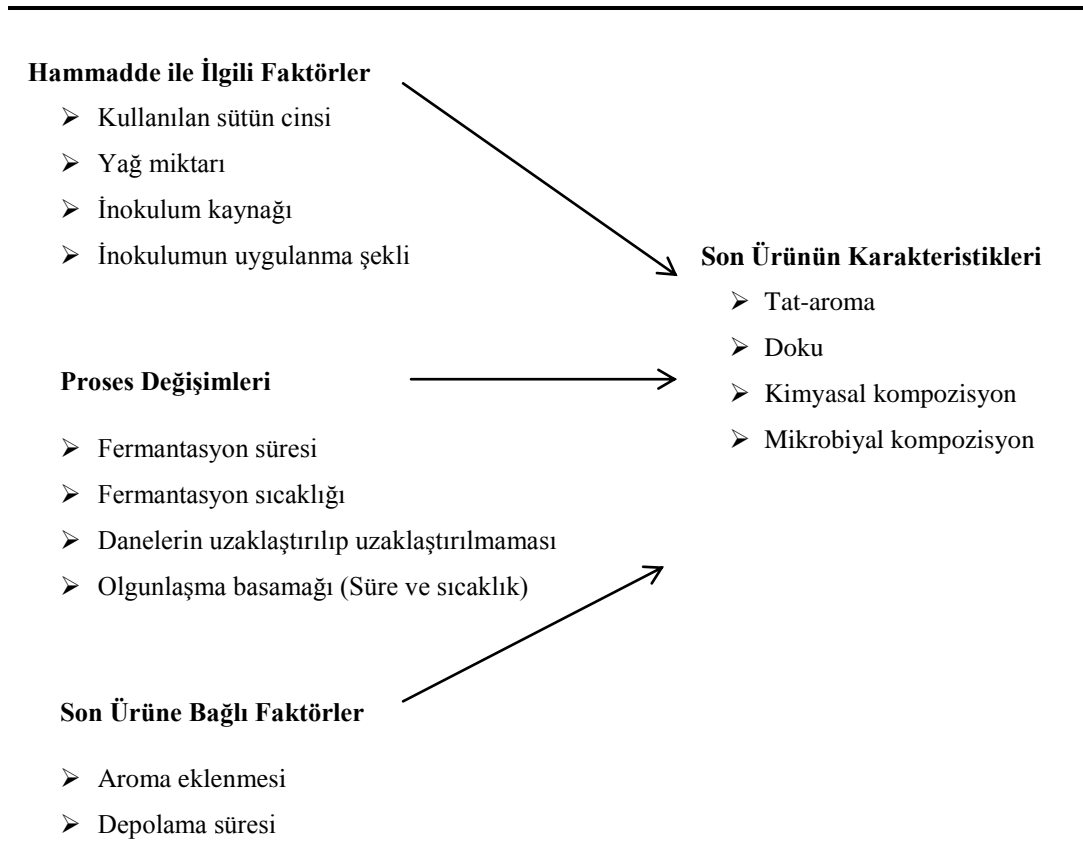 Hammadde ile İlgili Faktörler
➢ Kullanılan sütün cinsi
➢ Yağ miktarı
➢ İnokulum kaynağı
➢ İnokulumun uygulanma şekli
Proses Değişimleri
➢ Fermantasyon süresi
➢ Fermantasyon sıcaklığı
➢ Danelerin uzaklaştırılıp uzaklaştırılmaması
➢ Olgunlaşma basamağı (Süre ve sıcaklık)
Son Ürüne Bağlı Faktörler
➢ Aroma eklenmesi
➢ Depolama süresi
Son Ürünün Karakteristikleri
➢ Tat-aroma
➢ Doku
➢ Kimyasal kompozisyon
➢ Mikrobiyal kompozisyon